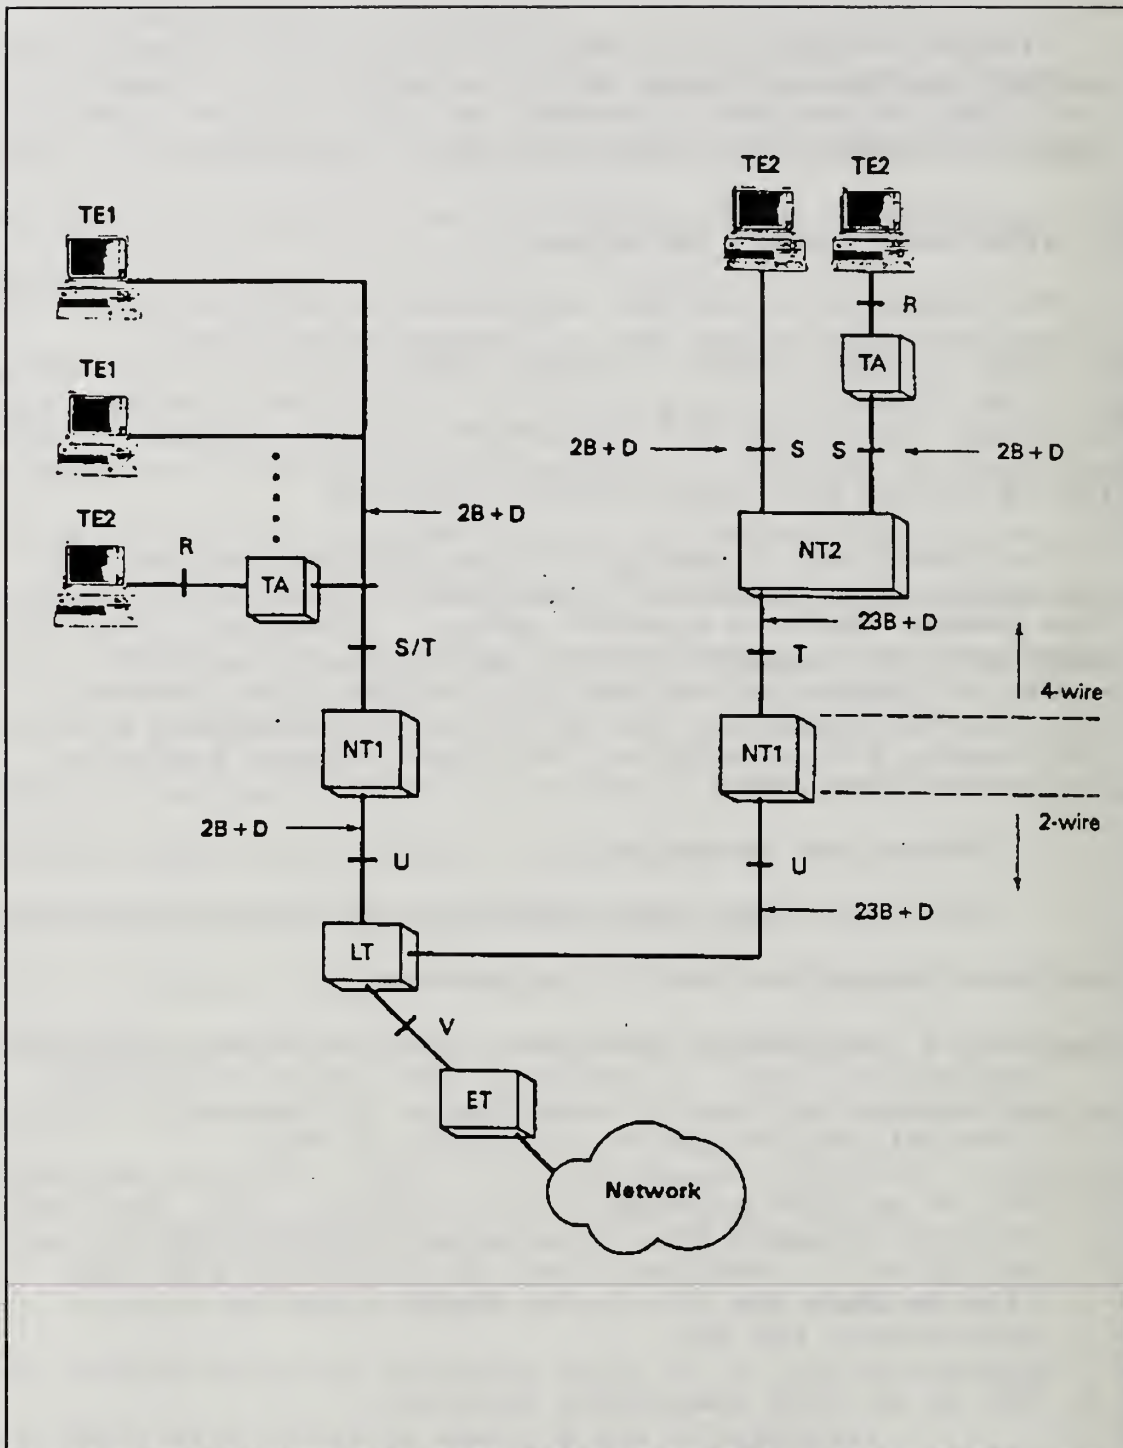 TE2 TE2
TE1
R
TA
TE1
2B + D S S 2B + D
2B + D
TE2
R
NT2
TA
23B + D
S/T T
4-wire
NT1 NT1
2B + D 2-wire
U U
23B + D
LT
V
ET
Network